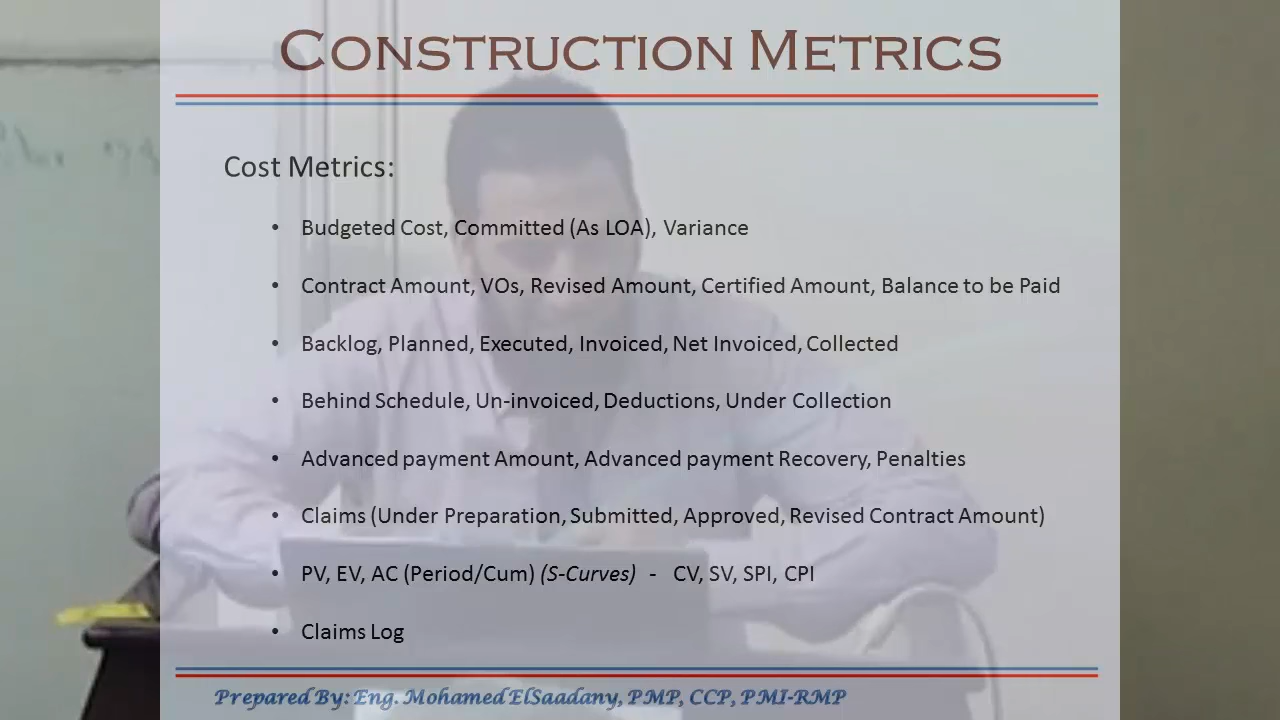 CONSTRUCTION METRICS
Cost Metrics:
• Budgeted Cost, Committed (As LOA), Variance
• Contract Amount, VOs, Revised Amount, Certified Amount, Balance to be Paid
• Backlog, Planned, Executed, Invoiced, Net Invoiced, Collected
• Behind Schedule, Un-invoiced, Deductions, Under Collection
• Advanced payment Amount, Advanced payment Recovery, Penalties
• Claims (Under Preparation, Submitted, Approved, Revised Contract Amount)
• PV, EV, AC (Period/Cum) (S-Curves) - CV, SV, SPI, CPI
• Claims Log
Prepared By: Eng. Mohamed ElSaadany, PMP, CCP, PMI-RMP